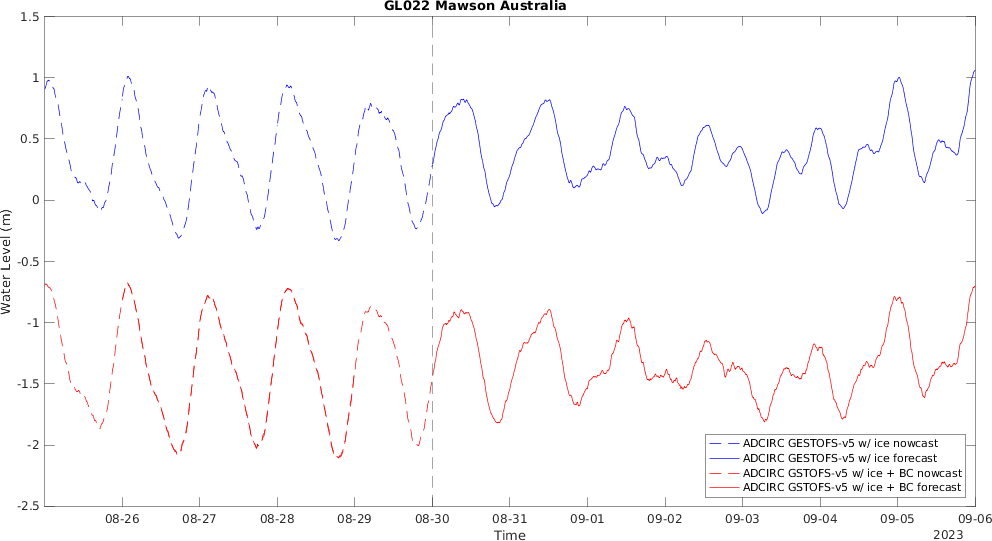 GL022 Mawson Australia
Water Level (m)
1.5
1
0.5
0
-0.5
-1
-1.5
-2
-2.5
ADCIRC GESTOFS-v5 w/ ice nowcast
ADCIRC GESTOFS-v5 w/ ice forecast
ADCIRC GSTOFS-v5 w/ ice + BC nowcast
ADCIRC GSTOFS-v5 w/ ice + BC forecast
08-26 08-27 08-28 08-29 08-30 08-31 09-01 09-02 09-03 09-04 09-05 09-06
Time
2023